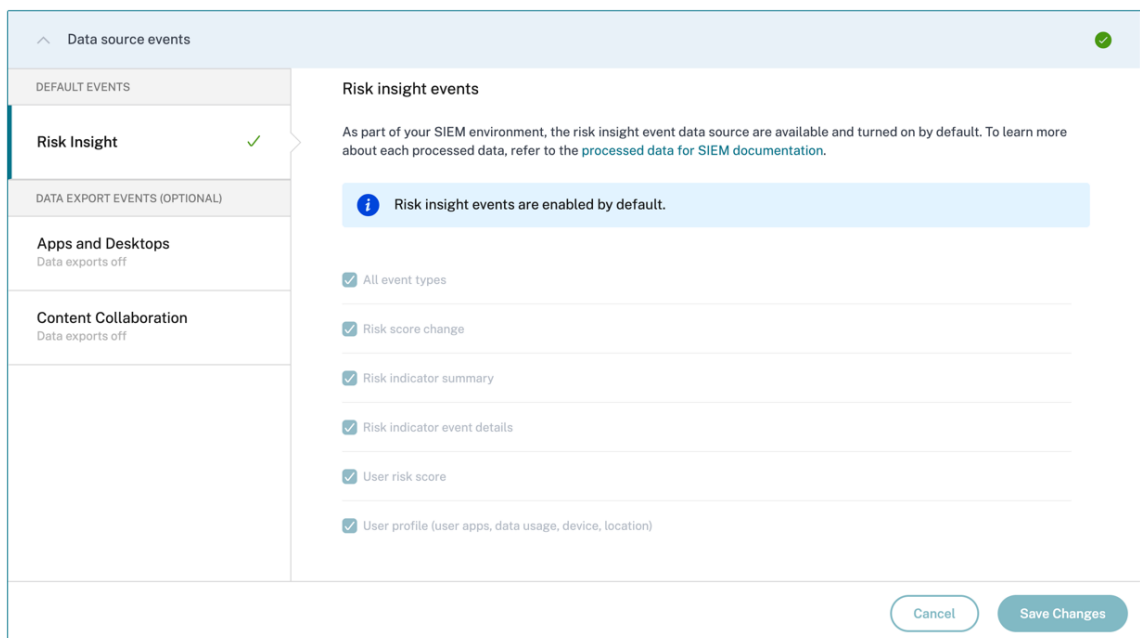 Data source events
DEFAULT EVENTS
Risk Insight
DATA EXPORT EVENTS (OPTIONAL)
Apps and Desktops
Data exports off
Content Collaboration
Data exports off
Risk insight events
As part of your SIEM environment, the risk insight event data source are available and turned on by default. To learn more
about each processed data, refer to the processed data for SIEM documentation.
Risk insight events are enabled by default.
All event types
Risk score change
Risk indicator summary
Risk indicator event details
User risk score
User profile (user apps, data usage, device, location)
Cancel
Save Changes